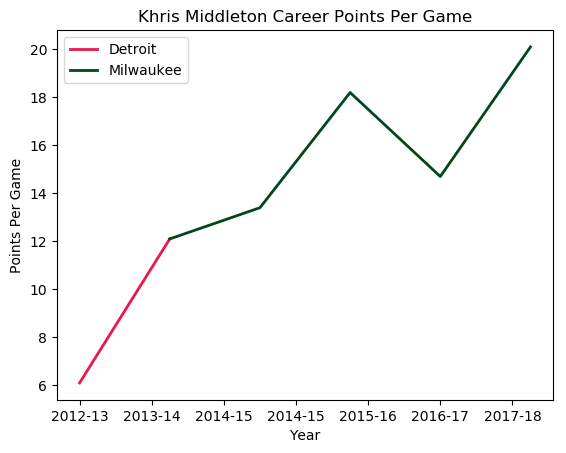 Khris Middleton Career Points Per Game
Detroit
Milwaukee
Points Per Game
20
18
16
14
12
10
8
6
2012-13 2013-14 2014-15 2014-15 2015-16 2016-17 2017-18
Year